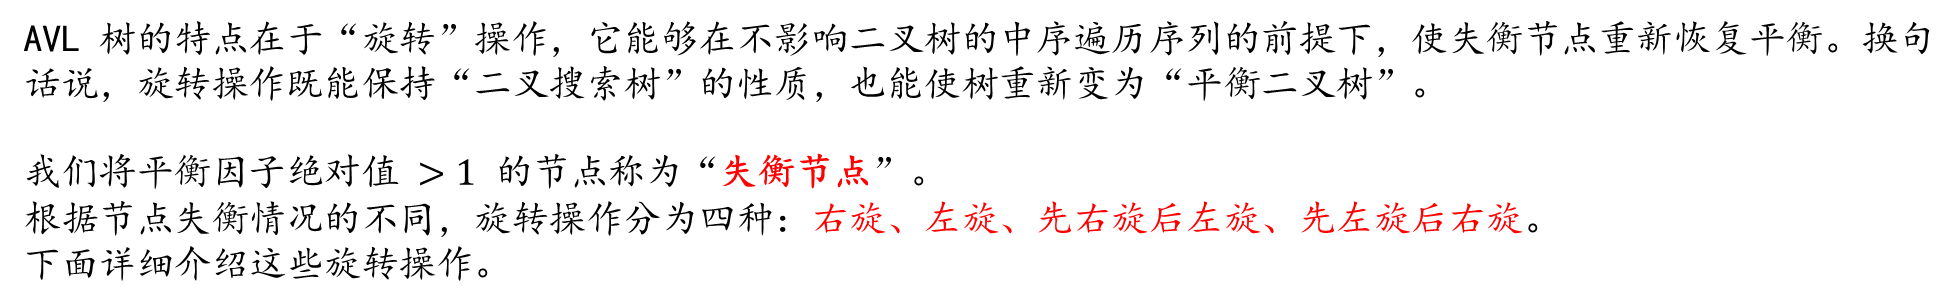 AVL 树的特点在于“旋转”操作，它能够在不影响二叉树的中序遍历序列的前提下，使失衡节点重新恢复平衡。换句
话说，旋转操作既能保持“二叉搜索树”的性质，也能使树重新变为“平衡二叉树”。
我们将平衡因子绝对值 > 1 的节点称为“失衡节点”。
根据节点失衡情况的不同，旋转操作分为四种：右旋、左旋、先右旋后左旋、先左旋后右旋。
下面详细介绍这些旋转操作。